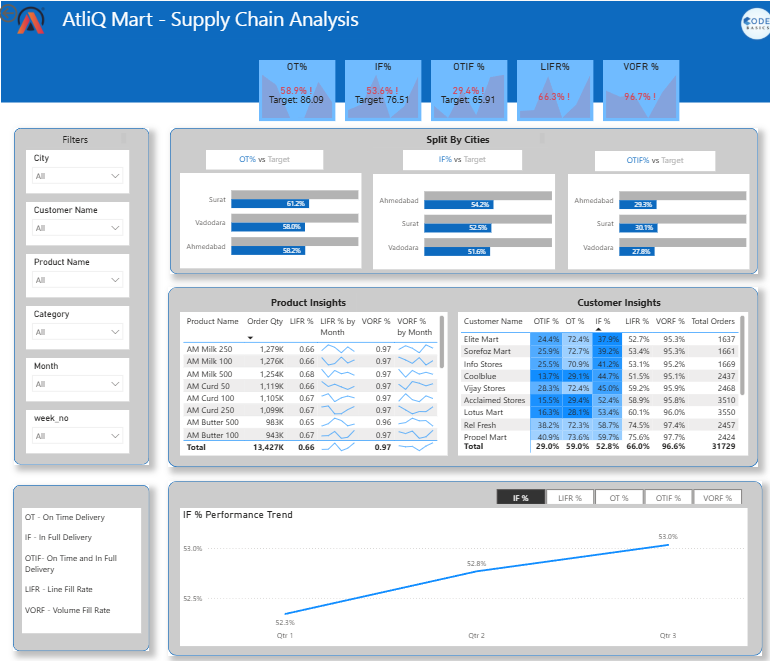 AtliQ Mart - Supply Chain Analysis
CODE
BASICS
OT%
58.9% !
Target: 86.09
IF%
53.6% !
Target: 76.51
OTIF %
29.4% !
Target: 65.91
LIFR%
66.3% !
VOFR %
96.7% !
Filters
City
All
Customer Name
All
Product Name
All
Category
All
Month
All
week_no
All
Split By Cities
OT% vs Target
Surat 61.2%
Vadodara 58.0%
Ahmedabad 58.2%
IF% vs Target
Ahmedabad 54.2%
Surat 52.5%
Vadodara 51.6%
OTIF% vs Target
Ahmedabad 29.3%
Surat 30.1%
Vadodara 27.8%
Product Insights
Product Name Order Qty LIFR % LIFR % by Month VORF % VORF % by Month
AM Milk 250 1,279K 0.66 0.97
AM Milk 100 1,276K 0.66 0.97
AM Milk 500 1,254K 0.68 0.97
AM Curd 50 1,119K 0.66 0.97
AM Curd 100 1,105K 0.67 0.97
AM Curd 250 1,099K 0.67 0.97
AM Butter 500 983K 0.65 0.96
AM Butter 100 943K 0.67 0.97
Total 13,427K 0.66 0.97
Customer Insights
Customer Name OTIF % OT % IF % LIFR % VORF % Total Orders
Elite Mart 24.4% 72.4% 37.9% 52.7% 95.3% 1637
Sorefoz Mart 25.9% 72.7% 39.2% 53.4% 95.3% 1661
Info Stores 25.5% 70.9% 41.2% 53.1% 95.2% 1669
Coolblue 13.7% 29.1% 44.7% 51.5% 95.1% 2437
Vijay Stores 28.3% 72.4% 45.0% 59.2% 95.9% 2468
Acclaimed Stores 15.5% 29.4% 52.4% 58.9% 95.8% 3510
Lotus Mart 16.3% 28.1% 53.4% 60.1% 96.0% 3550
Rel Fresh 38.2% 72.3% 58.7% 74.5% 97.4% 2457
Propel Mart 40.9% 73.6% 59.7% 75.6% 97.7% 2424
Total 29.0% 59.0% 52.8% 66.0% 96.6% 31729
OT - On Time Delivery
IF - In Full Delivery
OTIF- On Time and In Full
Delivery
LIFR - Line Fill Rate
VORF - Volume Fill Rate
IF % LIFR % OT % OTIF % VORF %
IF % Performance Trend
53.0%
52.5%
52.3%
52.8%
53.0%
Qtr 1 Qtr 2 Qtr 3